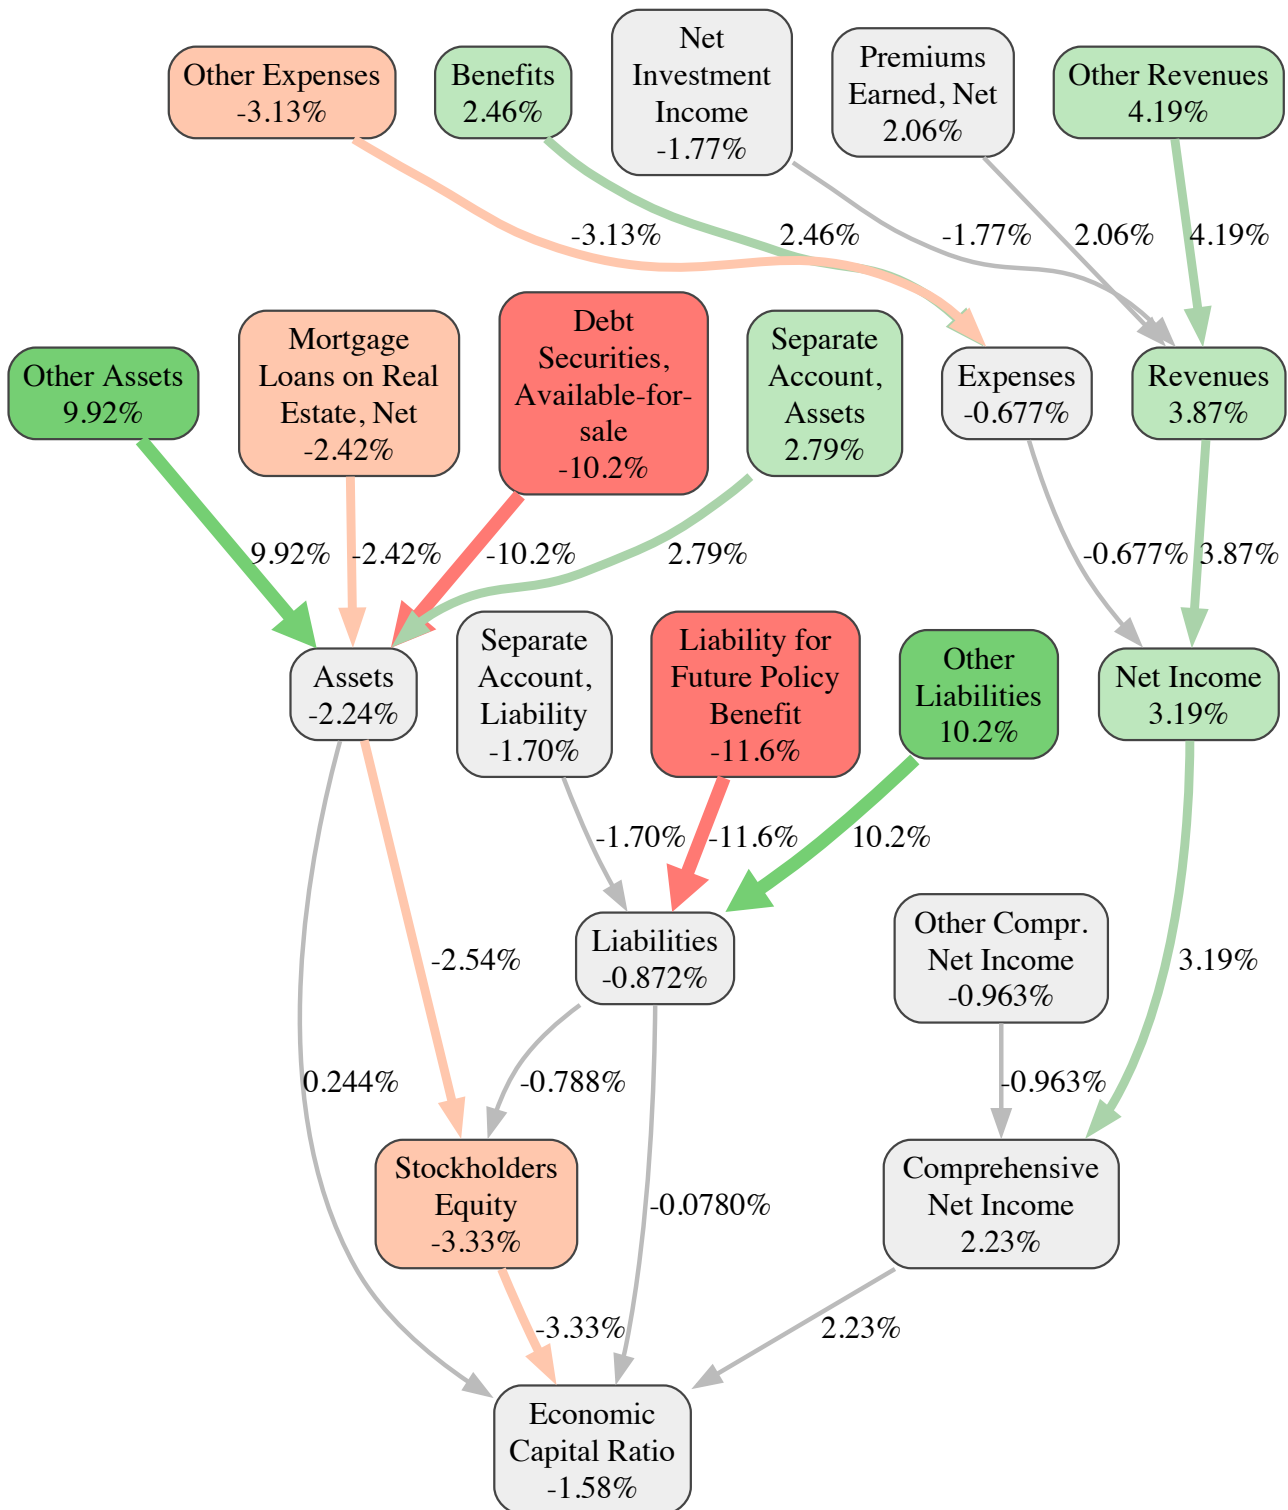 Other Expenses
-3.13%
Benefits
2.46%
Net
Investment
Income
-1.77%
Premiums
Earned, Net
2.06%
Other Revenues
4.19%
-3.13%
2.46%
-1.77%
2.06%
4.19%
Other Assets
9.92%
Mortgage
Loans on Real
Estate, Net
-2.42%
Debt
Securities,
Available-for-
sale
-10.2%
Separate
Account,
Assets
2.79%
Expenses
-0.677%
Revenues
3.87%
9.92%
-2.42%
-10.2%
2.79%
-0.677%
3.87%
Assets
-2.24%
Separate
Account,
Liability
-1.70%
Liability for
Future Policy
Benefit
-11.6%
Other
Liabilities
10.2%
Net Income
3.19%
-1.70%
-11.6%
10.2%
Liabilities
-0.872%
Other Compr.
Net Income
-0.963%
-2.54%
3.19%
0.244%
-0.788%
-0.963%
Stockholders
Equity
-3.33%
-0.0780%
Comprehensive
Net Income
2.23%
-3.33%
2.23%
Economic
Capital Ratio
-1.58%